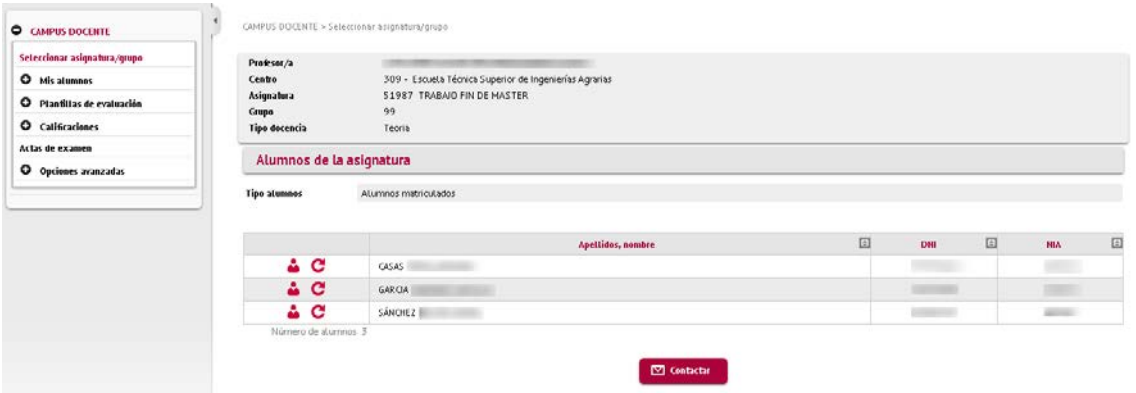 CAMPUS DOCENTE
Seleccionar asignatura/grupo
Mis alumnos
Plantillas de evaluación
Calificaciones
Actas de examen
Opciones avanzadas
CAMPUS DOCENTE > Seleccionar asignatura/grupo
Profesor/a
Centro 309 - Escuela Técnica Superior de Ingenierías Agrarias
Asignatura 51987 TRABAJO FIN DE MASTER
Grupo 99
Tipo docencia Teoría
Alumnos de la asignatura
Tipo alumnos Alumnos matriculados
Apellidos, nombre DNI NIA
CASAS
GARCIA
SÁNCHEZ
Número de alumnos 3
Contactar